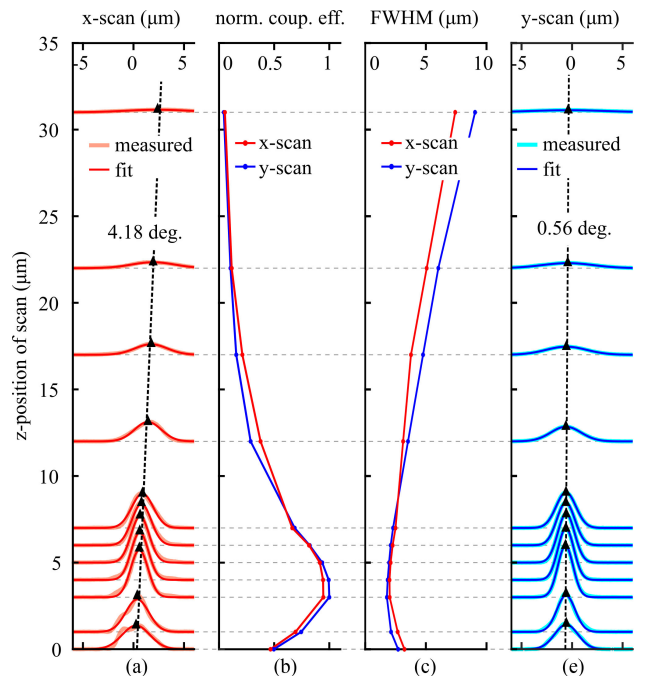 x-scan (μm) norm. coup. eff. FWHM (μm) y-scan (μm)
35
-5 0 5 0 0.5 1 0 5 10 -5 0 5
30
measured x-scan x-scan measured
fit y-scan y-scan fit
25
4.18 deg. 0.56 deg.
20
z-position of scan (μm)
15
10
5
0
(a) (b) (c) (e)